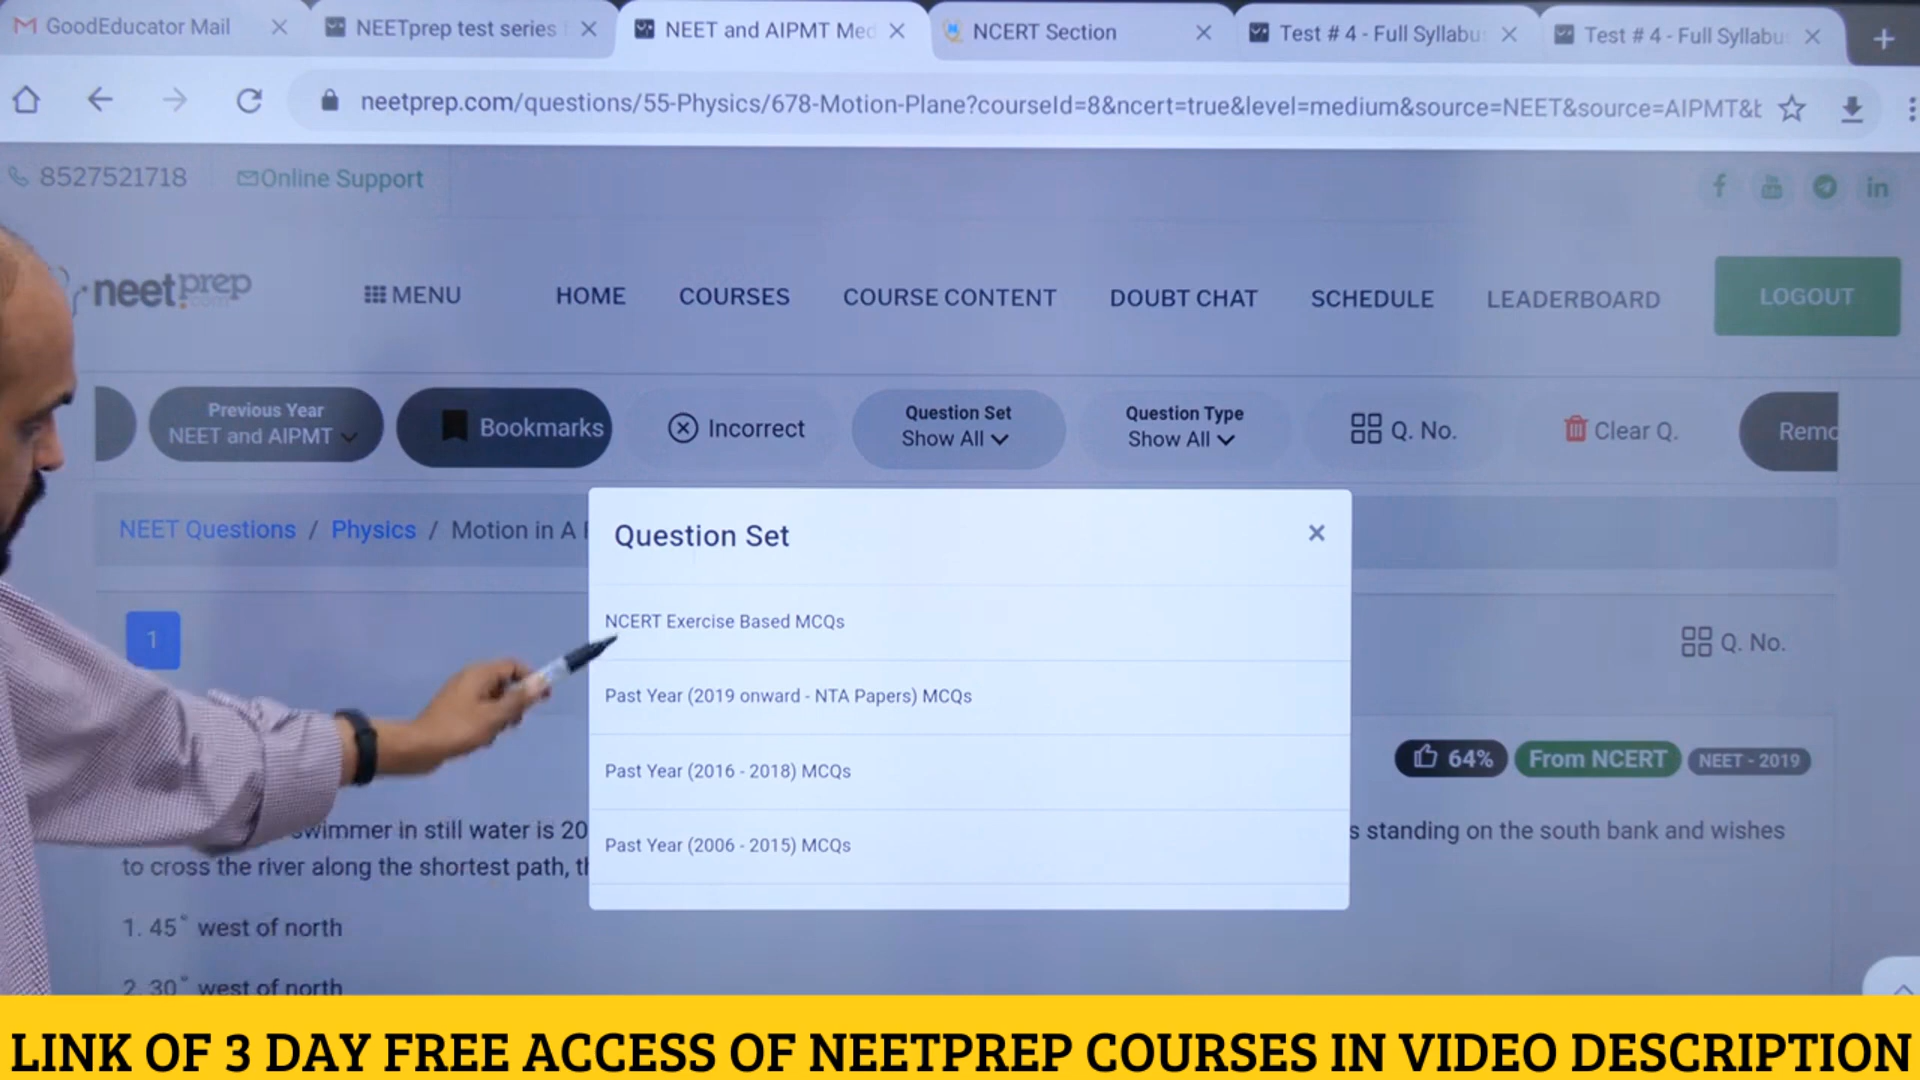 GoodEducator Mail
NEETprep test series
NEET and AIPMT Med
NCERT Section
Test # 4 - Full Syllabu
Test # 4 - Full Syllabu
neetprep.com/questions/55-Physics/678-Motion-Plane?courseId=8&ncert=true&level=medium&source=NEET&source=AIPMT&t
8527521718
Online Support
neetprep
.com
MENU
HOME
COURSES
COURSE CONTENT
DOUBT CHAT
SCHEDULE
LEADERBOARD
LOGOUT
Previous Year
NEET and AIPMT
Bookmarks
Incorrect
Question Set
Show All
Question Type
Show All
Q. No.
Clear Q.
Remo
NEET Questions / Physics / Motion in A
Question Set
×
NCERT Exercise Based MCQs
Past Year (2019 onward - NTA Papers) MCQs
Past Year (2016 - 2018) MCQs
Past Year (2006 - 2015) MCQs
1
Q. No.
64%
From NCERT
NEET - 2019
swimmer in still water is 20 s standing on the south bank and wishes
to cross the river along the shortest path, th
1. 45° west of north
2. 30° west of north
LINK OF 3 DAY FREE ACCESS OF NEETPREP COURSES IN VIDEO DESCRIPTION